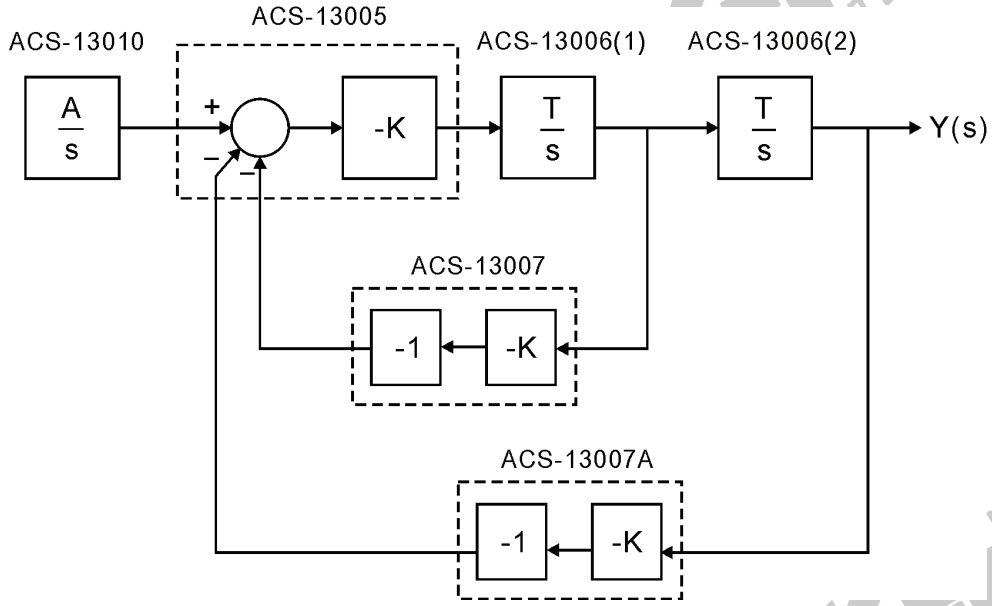 ACS-13005
ACS-13010
ACS-13006(1)
ACS-13006(2)
A
s
+
−
−
-K
T
s
T
s
Y(s)
ACS-13007
-1
-K
ACS-13007A
-1
-K